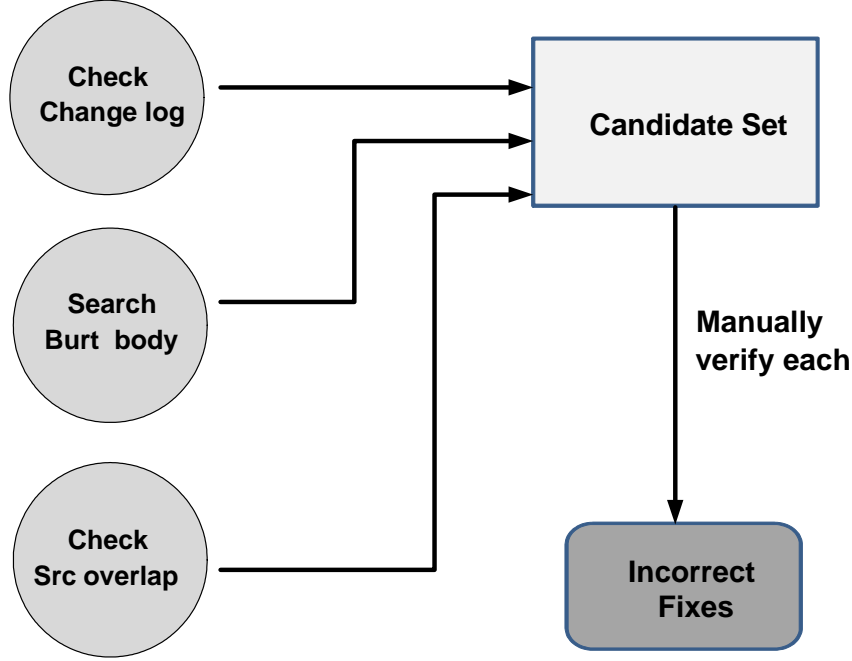 Check
Change log
Candidate Set
Search
Burt body
Manually
verify each
Check
Src overlap
Incorrect
Fixes